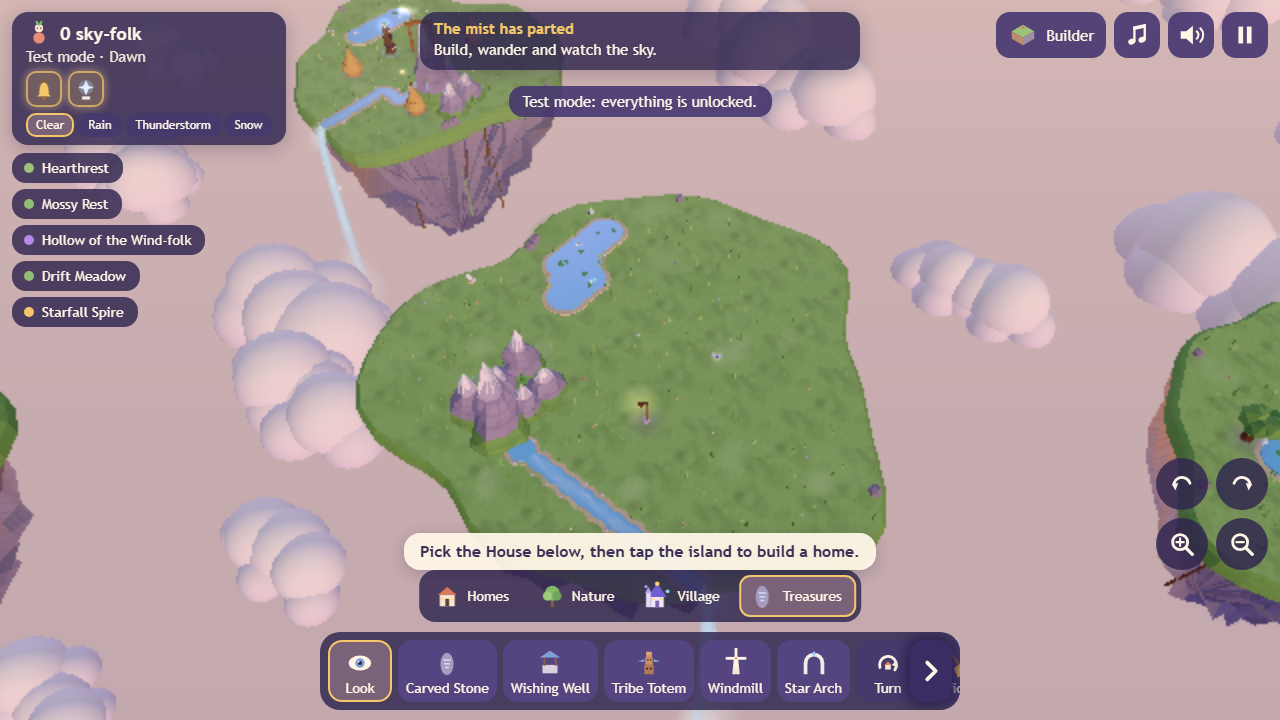 0 sky-folk
Test mode · Dawn
Clear
Rain
Thunderstorm
Snow
Hearthrest
Mossy Rest
Hollow of the Wind-folk
Drift Meadow
Starfall Spire
The mist has parted
Build, wander and watch the sky.
Test mode: everything is unlocked.
Builder
Pick the House below, then tap the island to build a home.
Homes
Nature
Village
Treasures
Look
Carved Stone
Wishing Well
Tribe Totem
Windmill
Star Arch
Turn